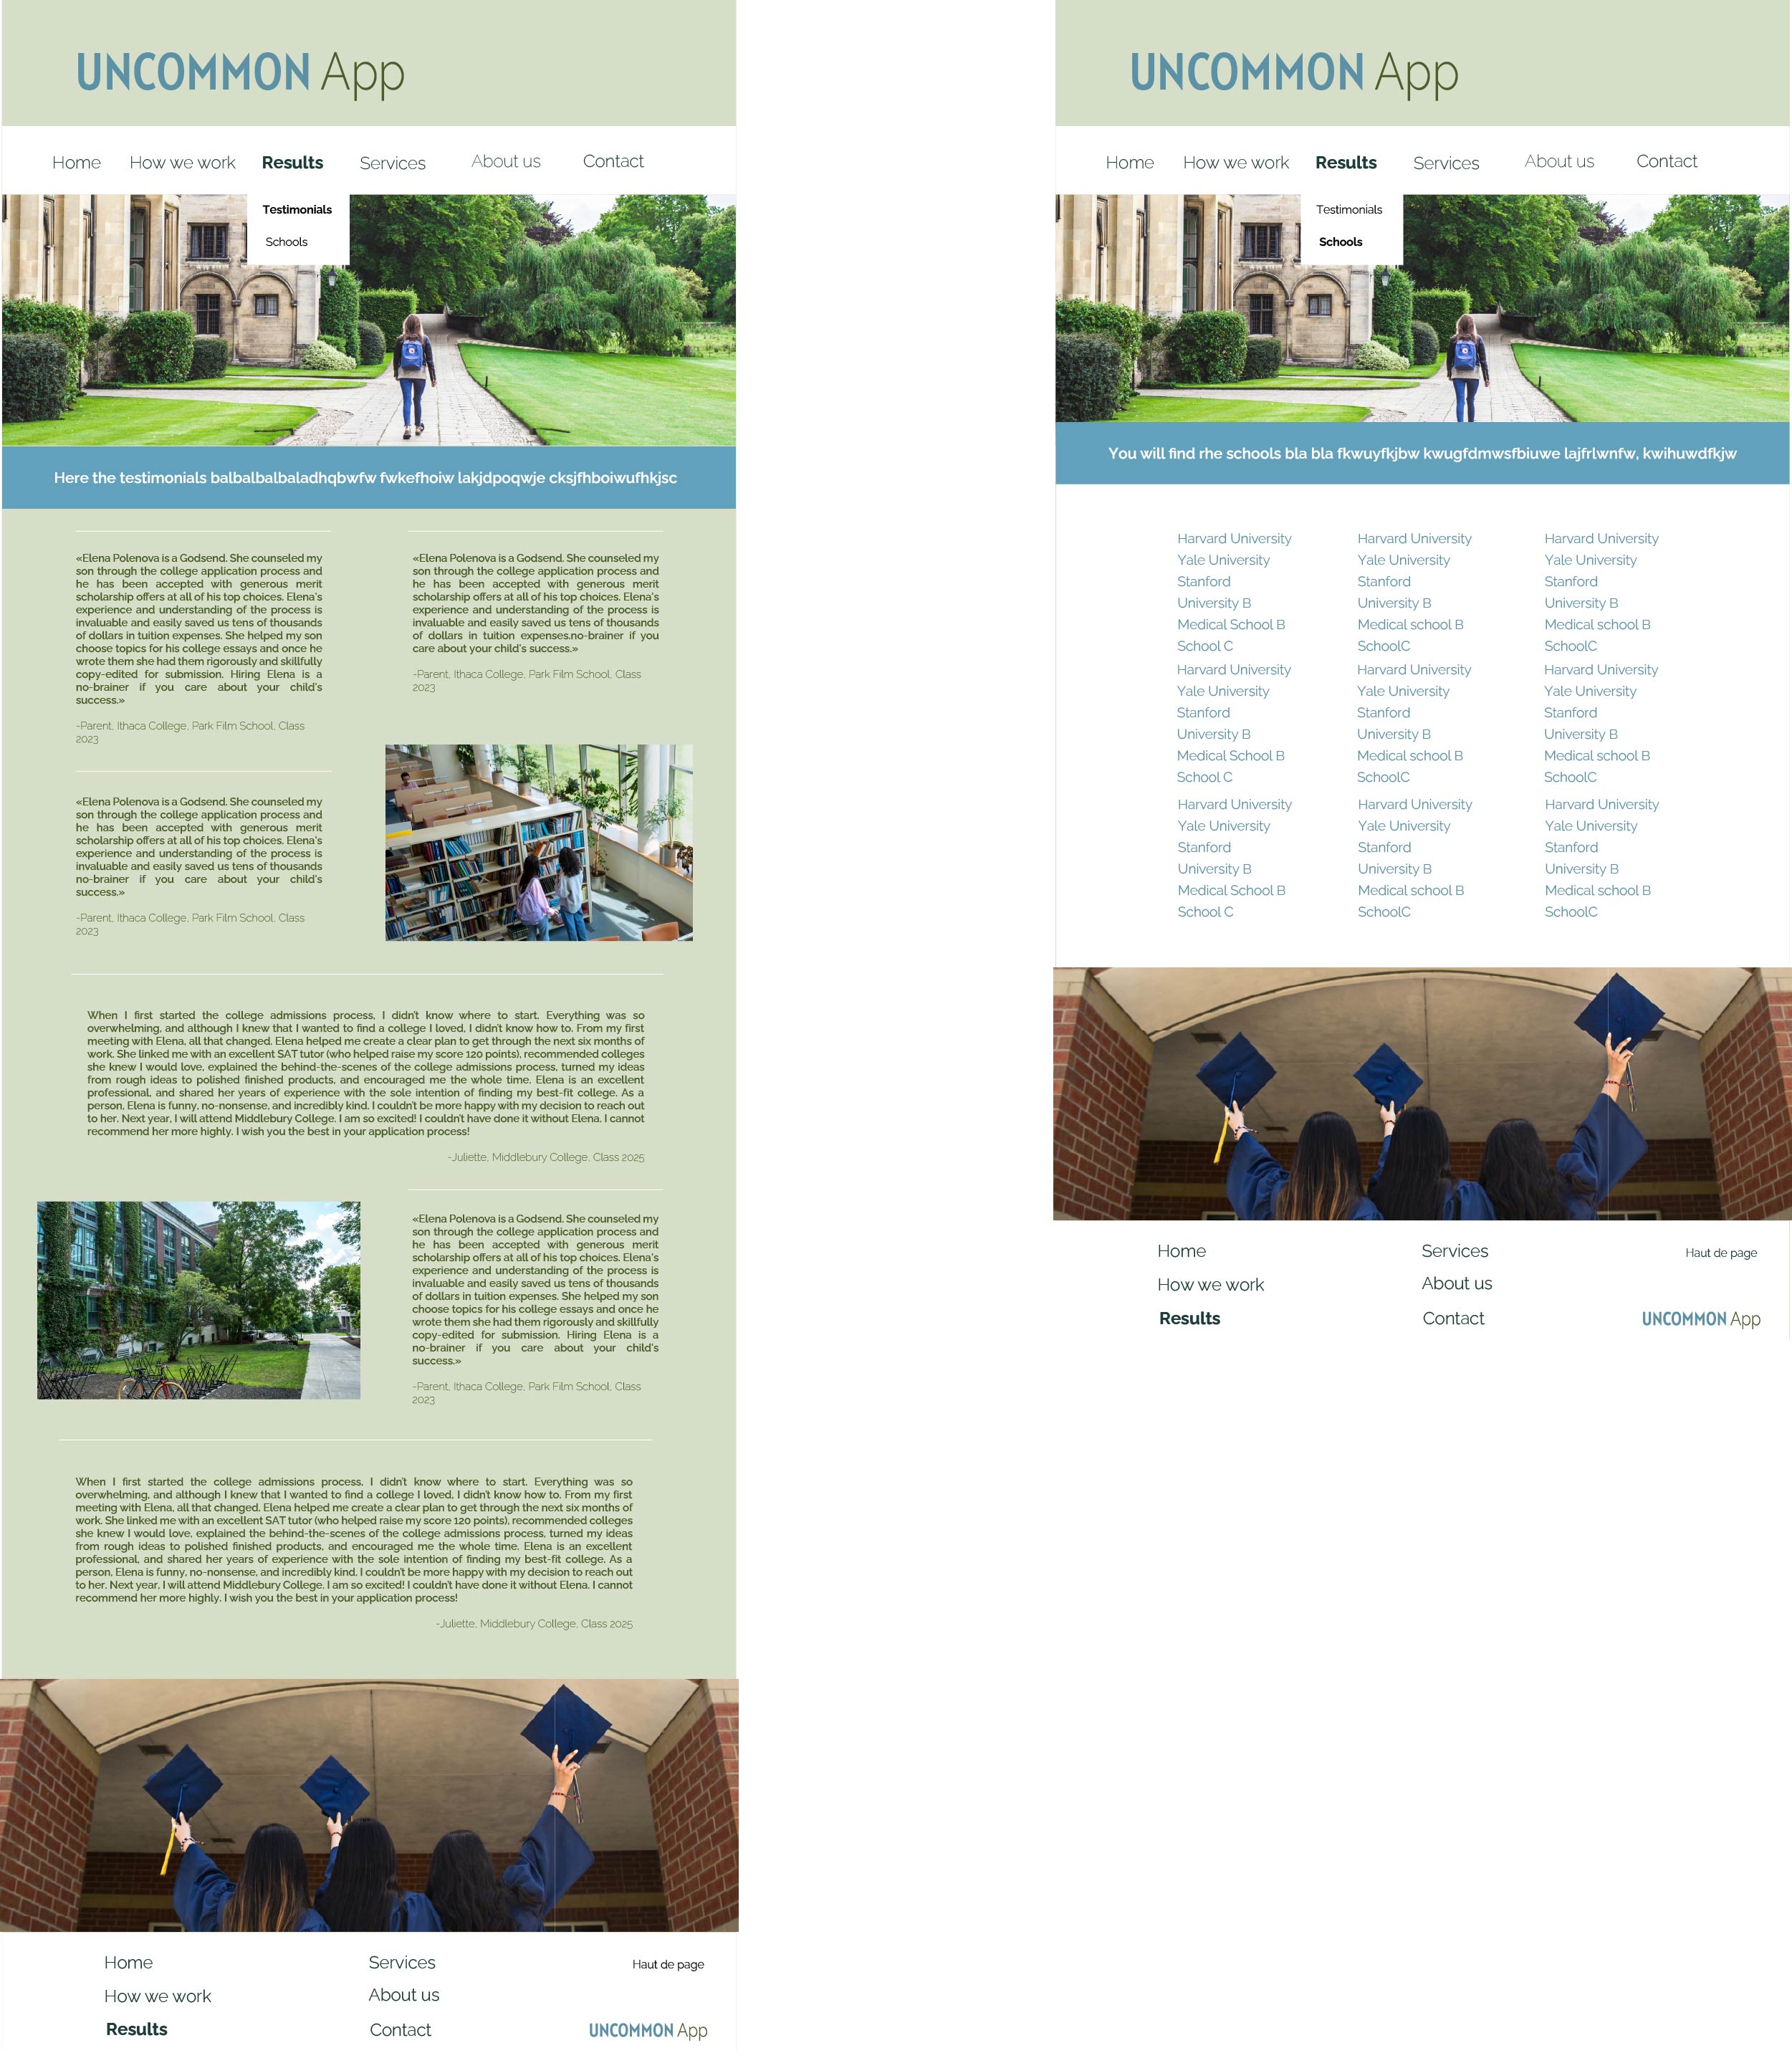 UNCOMMON App
Home How we work Results Services About us Contact
Testimonials
Schools
Here the testimonials balbalbalbaladhqbwfw fwkefhoiw lakjdpoqwje cksjfhboiwufhkjsc
«Elena Polenova is a Godsend. She counseled my
son through the college application process and
he has been accepted with generous merit
scholarship offers at all of his top choices. Elena's
experience and understanding of the process is
invaluable and easily saved us tens of thousands
of dollars in tuition expenses. She helped my son
choose topics for his college essays and once he
wrote them she had them rigorously and skillfully
copy-edited for submission. Hiring Elena is a
no-brainer if you care about your child's
success.»
-Parent, Ithaca College, Park Film School, Class
2023
«Elena Polenova is a Godsend. She counseled my
son through the college application process and
he has been accepted with generous merit
scholarship offers at all of his top choices. Elena's
experience and understanding of the process is
invaluable and easily saved us tens of thousands
of dollars in tuition expenses.no-brainer if you
care about your child's success.»
-Parent, Ithaca College, Park Film School, Class
2023
«Elena Polenova is a Godsend. She counseled my
son through the college application process and
he has been accepted with generous merit
scholarship offers at all of his top choices. Elena's
experience and understanding of the process is
invaluable and easily saved us tens of thousands
no-brainer if you care about your child's
success.»
-Parent, Ithaca College, Park Film School, Class
2023
When I first started the college admissions process, I didn't know where to start. Everything was so
overwhelming, and although I knew that I wanted to find a college I loved, I didn't know how to. From my first
meeting with Elena, all that changed. Elena helped me create a clear plan to get through the next six months of
work. She linked me with an excellent SAT tutor (who helped raise my score 120 points), recommended colleges
she knew I would love, explained the behind-the-scenes of the college admissions process, turned my ideas
from rough ideas to polished finished products, and encouraged me the whole time. Elena is an excellent
professional, and shared her years of experience with the sole intention of finding my best-fit college. As a
person, Elena is funny, no-nonsense, and incredibly kind. I couldn't be more happy with my decision to reach out
to her. Next year, I will attend Middlebury College. I am so excited! I couldn't have done it without Elena. I cannot
recommend her more highly. I wish you the best in your application process!
-Juliette, Middlebury College, Class 2025
«Elena Polenova is a Godsend. She counseled my
son through the college application process and
he has been accepted with generous merit
scholarship offers at all of his top choices. Elena's
experience and understanding of the process is
invaluable and easily saved us tens of thousands
of dollars in tuition expenses. She helped my son
choose topics for his college essays and once he
wrote them she had them rigorously and skillfully
copy-edited for submission. Hiring Elena is a
no-brainer if you care about your child's
success.»
-Parent, Ithaca College, Park Film School, Class
2023
When I first started the college admissions process, I didn't know where to start. Everything was so
overwhelming, and although I knew that I wanted to find a college I loved, I didn't know how to. From my first
meeting with Elena, all that changed. Elena helped me create a clear plan to get through the next six months of
work. She linked me with an excellent SAT tutor (who helped raise my score 120 points), recommended colleges
she knew I would love, explained the behind-the-scenes of the college admissions process, turned my ideas
from rough ideas to polished finished products, and encouraged me the whole time. Elena is an excellent
professional, and shared her years of experience with the sole intention of finding my best-fit college. As a
person, Elena is funny, no-nonsense, and incredibly kind. I couldn't be more happy with my decision to reach out
to her. Next year, I will attend Middlebury College. I am so excited! I couldn't have done it without Elena. I cannot
recommend her more highly. I wish you the best in your application process!
-Juliette, Middlebury College, Class 2025
Home Services Haut de page
How we work About us
Results Contact UNCOMMON App
UNCOMMON App
Home How we work Results Services About us Contact
Testimonials
Schools
You will find rhe schools bla bla fkwuyfkjbw kwugfdmwsfbiuwe lajfrlwnfw, kwihuwdfkjw
Harvard University Harvard University Harvard University
Yale University Yale University Yale University
Stanford Stanford Stanford
University B University B University B
Medical School B Medical school B Medical school B
School C SchoolC SchoolC
Harvard University Harvard University Harvard University
Yale University Yale University Yale University
Stanford Stanford Stanford
University B University B University B
Medical School B Medical school B Medical school B
School C SchoolC SchoolC
Harvard University Harvard University Harvard University
Yale University Yale University Yale University
Stanford Stanford Stanford
University B University B University B
Medical School B Medical school B Medical school B
School C SchoolC SchoolC
Home Services Haut de page
How we work About us
Results Contact UNCOMMON App